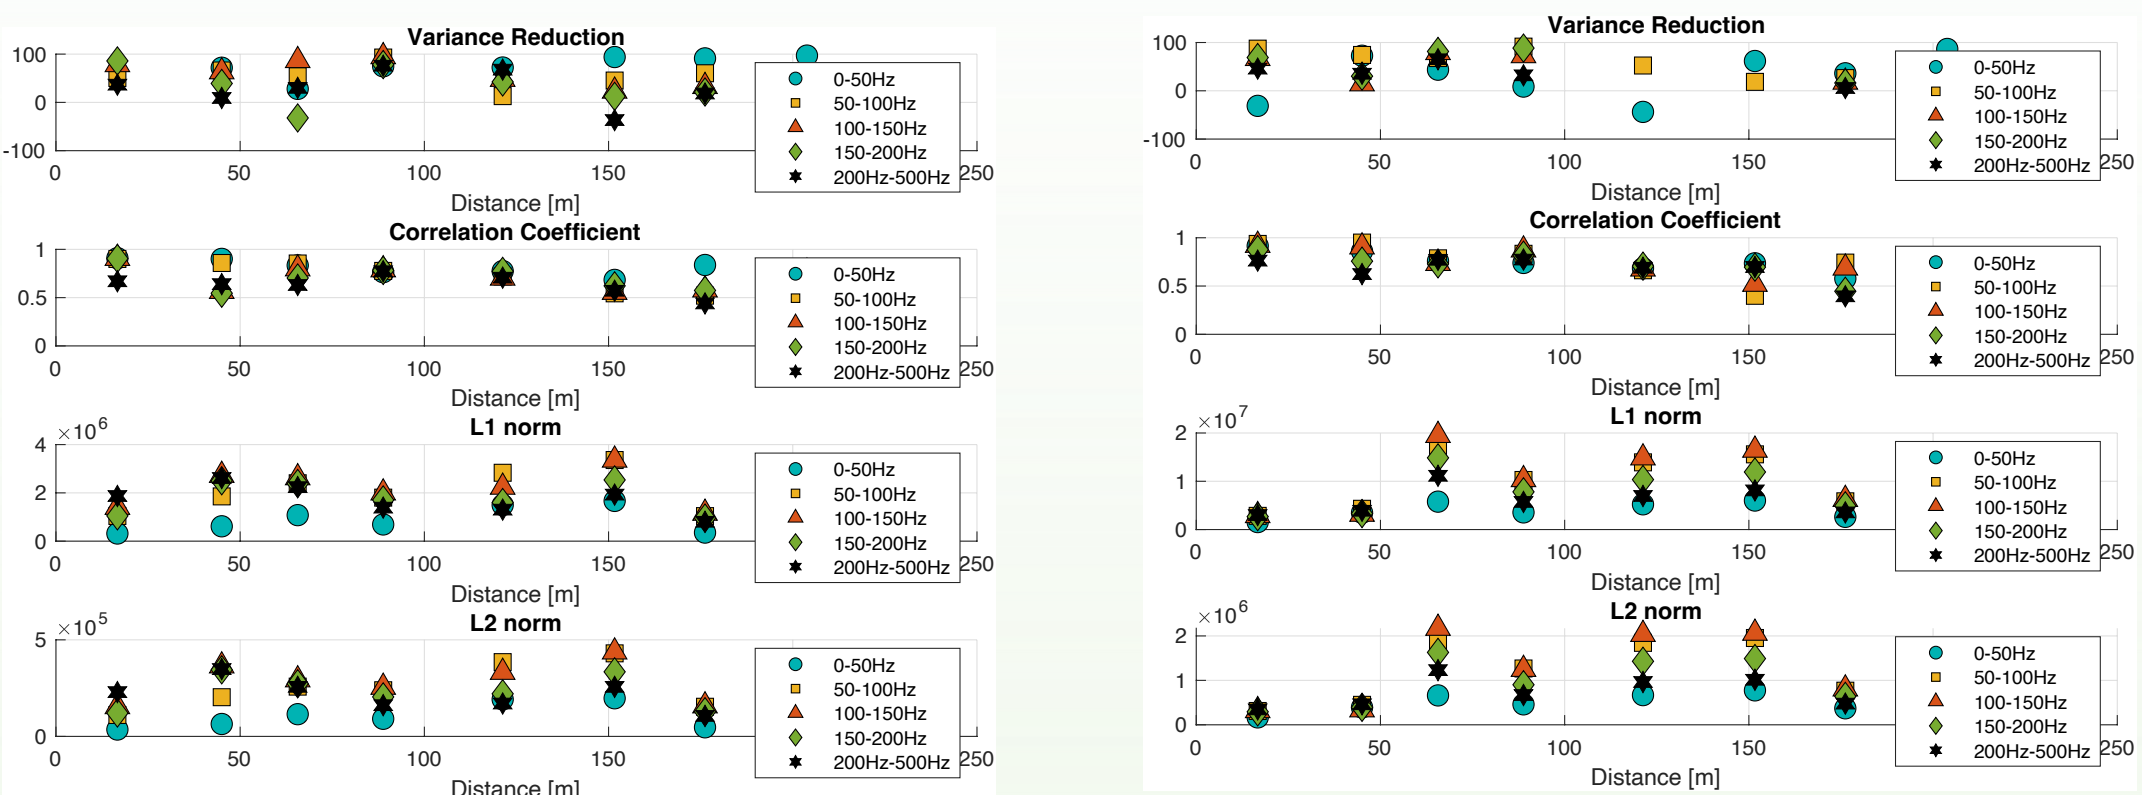 Variance Reduction
100
0
-100
0 50 100 150 250
Distance [m]
0-50Hz
50-100Hz
100-150Hz
150-200Hz
200Hz-500Hz
Correlation Coefficient
1
0.5
0
0 50 100 150 250
Distance [m]
0-50Hz
50-100Hz
100-150Hz
150-200Hz
200Hz-500Hz
L1 norm
×10^6
4
2
0
0 50 100 150 250
Distance [m]
0-50Hz
50-100Hz
100-150Hz
150-200Hz
200Hz-500Hz
L2 norm
×10^5
5
0
0 50 100 150 250
Distance [m]
0-50Hz
50-100Hz
100-150Hz
150-200Hz
200Hz-500Hz
Variance Reduction
100
0
-100
0 50 100 150 250
Distance [m]
0-50Hz
50-100Hz
100-150Hz
150-200Hz
200Hz-500Hz
Correlation Coefficient
1
0.5
0
0 50 100 150 250
Distance [m]
0-50Hz
50-100Hz
100-150Hz
150-200Hz
200Hz-500Hz
L1 norm
×10^7
2
1
0
0 50 100 150 250
Distance [m]
0-50Hz
50-100Hz
100-150Hz
150-200Hz
200Hz-500Hz
L2 norm
×10^6
2
1
0
0 50 100 150 250
Distance [m]
0-50Hz
50-100Hz
100-150Hz
150-200Hz
200Hz-500Hz